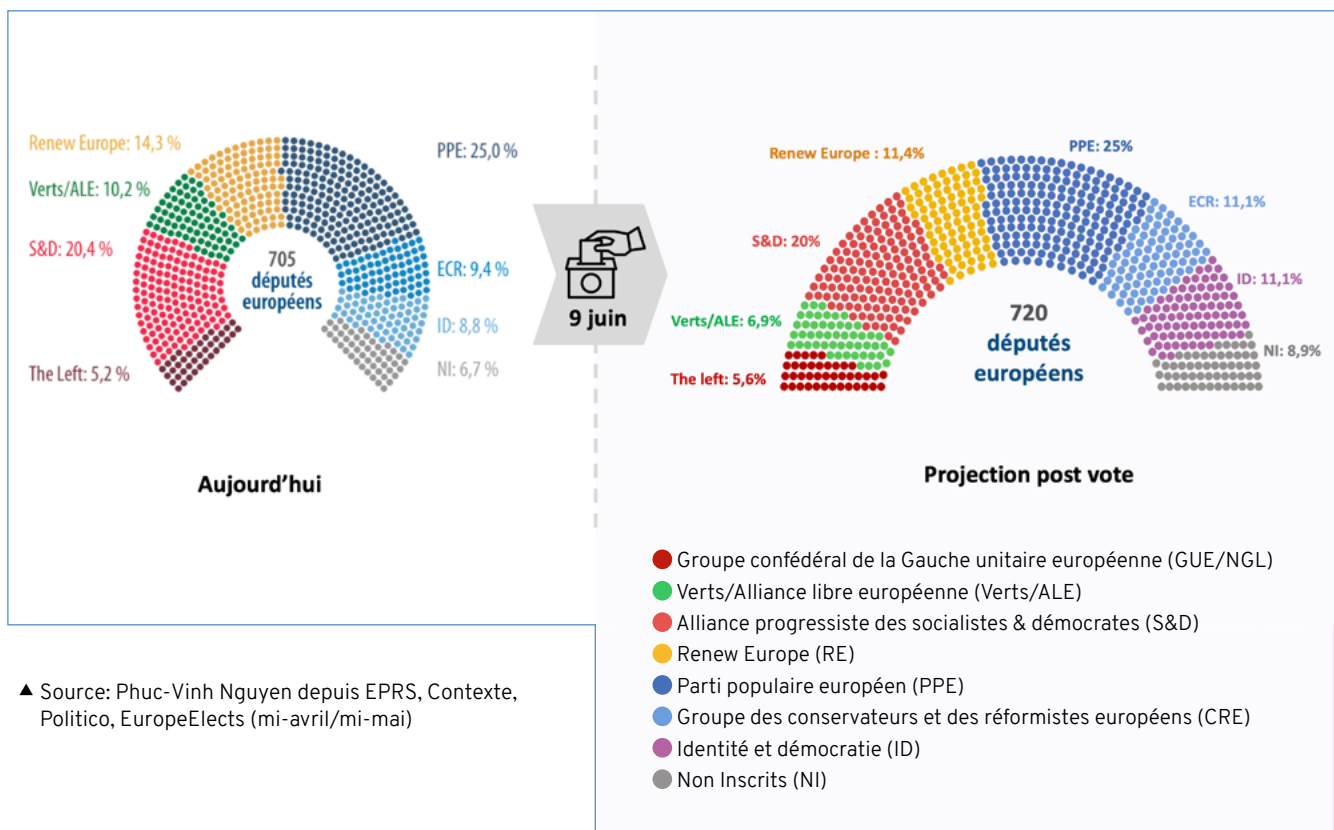 Renew Europe: 14,3 %
PPE: 25,0 %
Verts/ALE: 10,2 %
S&D: 20,4 %
705
députés
européens
ECR: 9,4 %
ID: 8,8 %
The Left: 5,2 %
NI: 6,7 %
Aujourd'hui
9 juin
PPE: 25%
Renew Europe : 11,4%
ECR: 11,1%
S&D: 20%
ID: 11,1%
Verts/ALE: 6,9%
720
députés
européens
NI: 8,9%
The left: 5,6%
Projection post vote
Groupe confédéral de la Gauche unitaire européenne (GUE/NGL)
Verts/Alliance libre européenne (Verts/ALE)
Alliance progressiste des socialistes & démocrates (S&D)
Renew Europe (RE)
Parti populaire européen (PPE)
Groupe des conservateurs et des réformistes européens (CRE)
Identité et démocratie (ID)
Non Inscrits (NI)
▲ Source: Phuc-Vinh Nguyen depuis EPRS, Contexte,
Politico, EuropeElects (mi-avril/mi-mai)